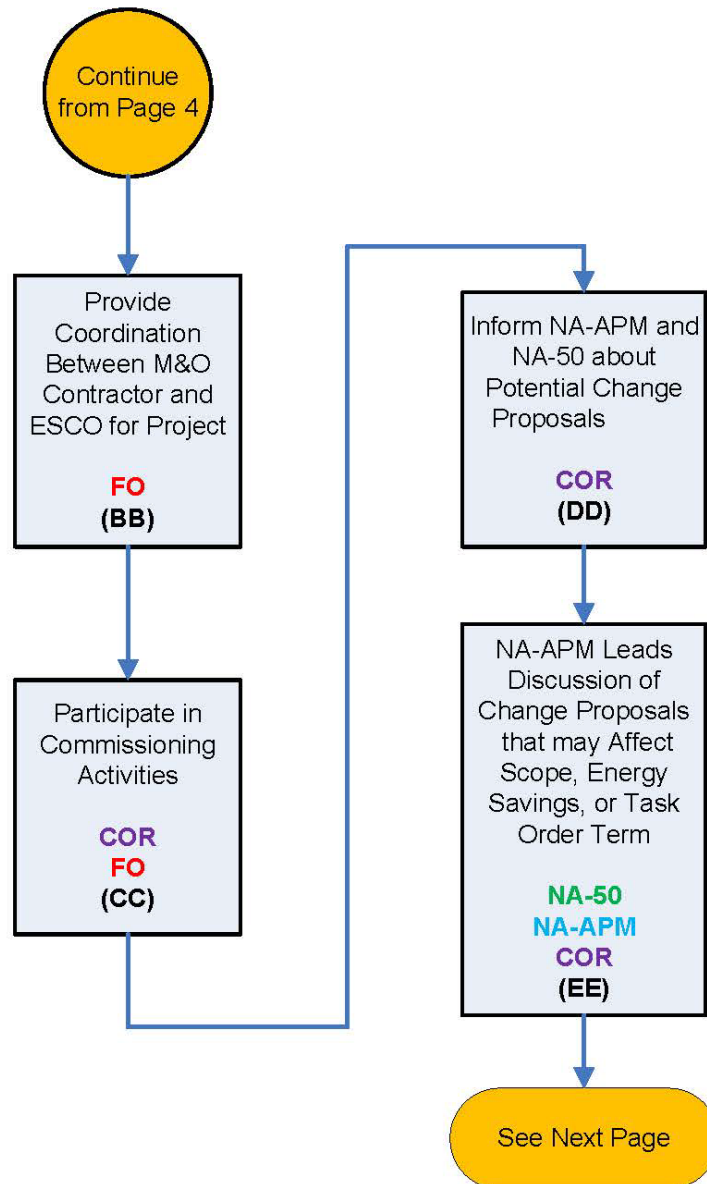 Continue
from Page 4
Provide
Coordination
Between M&O
Contractor and
ESCO for Project
FO
(BB)
Participate in
Commissioning
Activities
COR
FO
(CC)
Inform NA-APM and
NA-50 about
Potential Change
Proposals
COR
(DD)
NA-APM Leads
Discussion of
Change Proposals
that may Affect
Scope, Energy
Savings, or Task
Order Term
NA-50
NA-APM
COR
(EE)
See Next Page